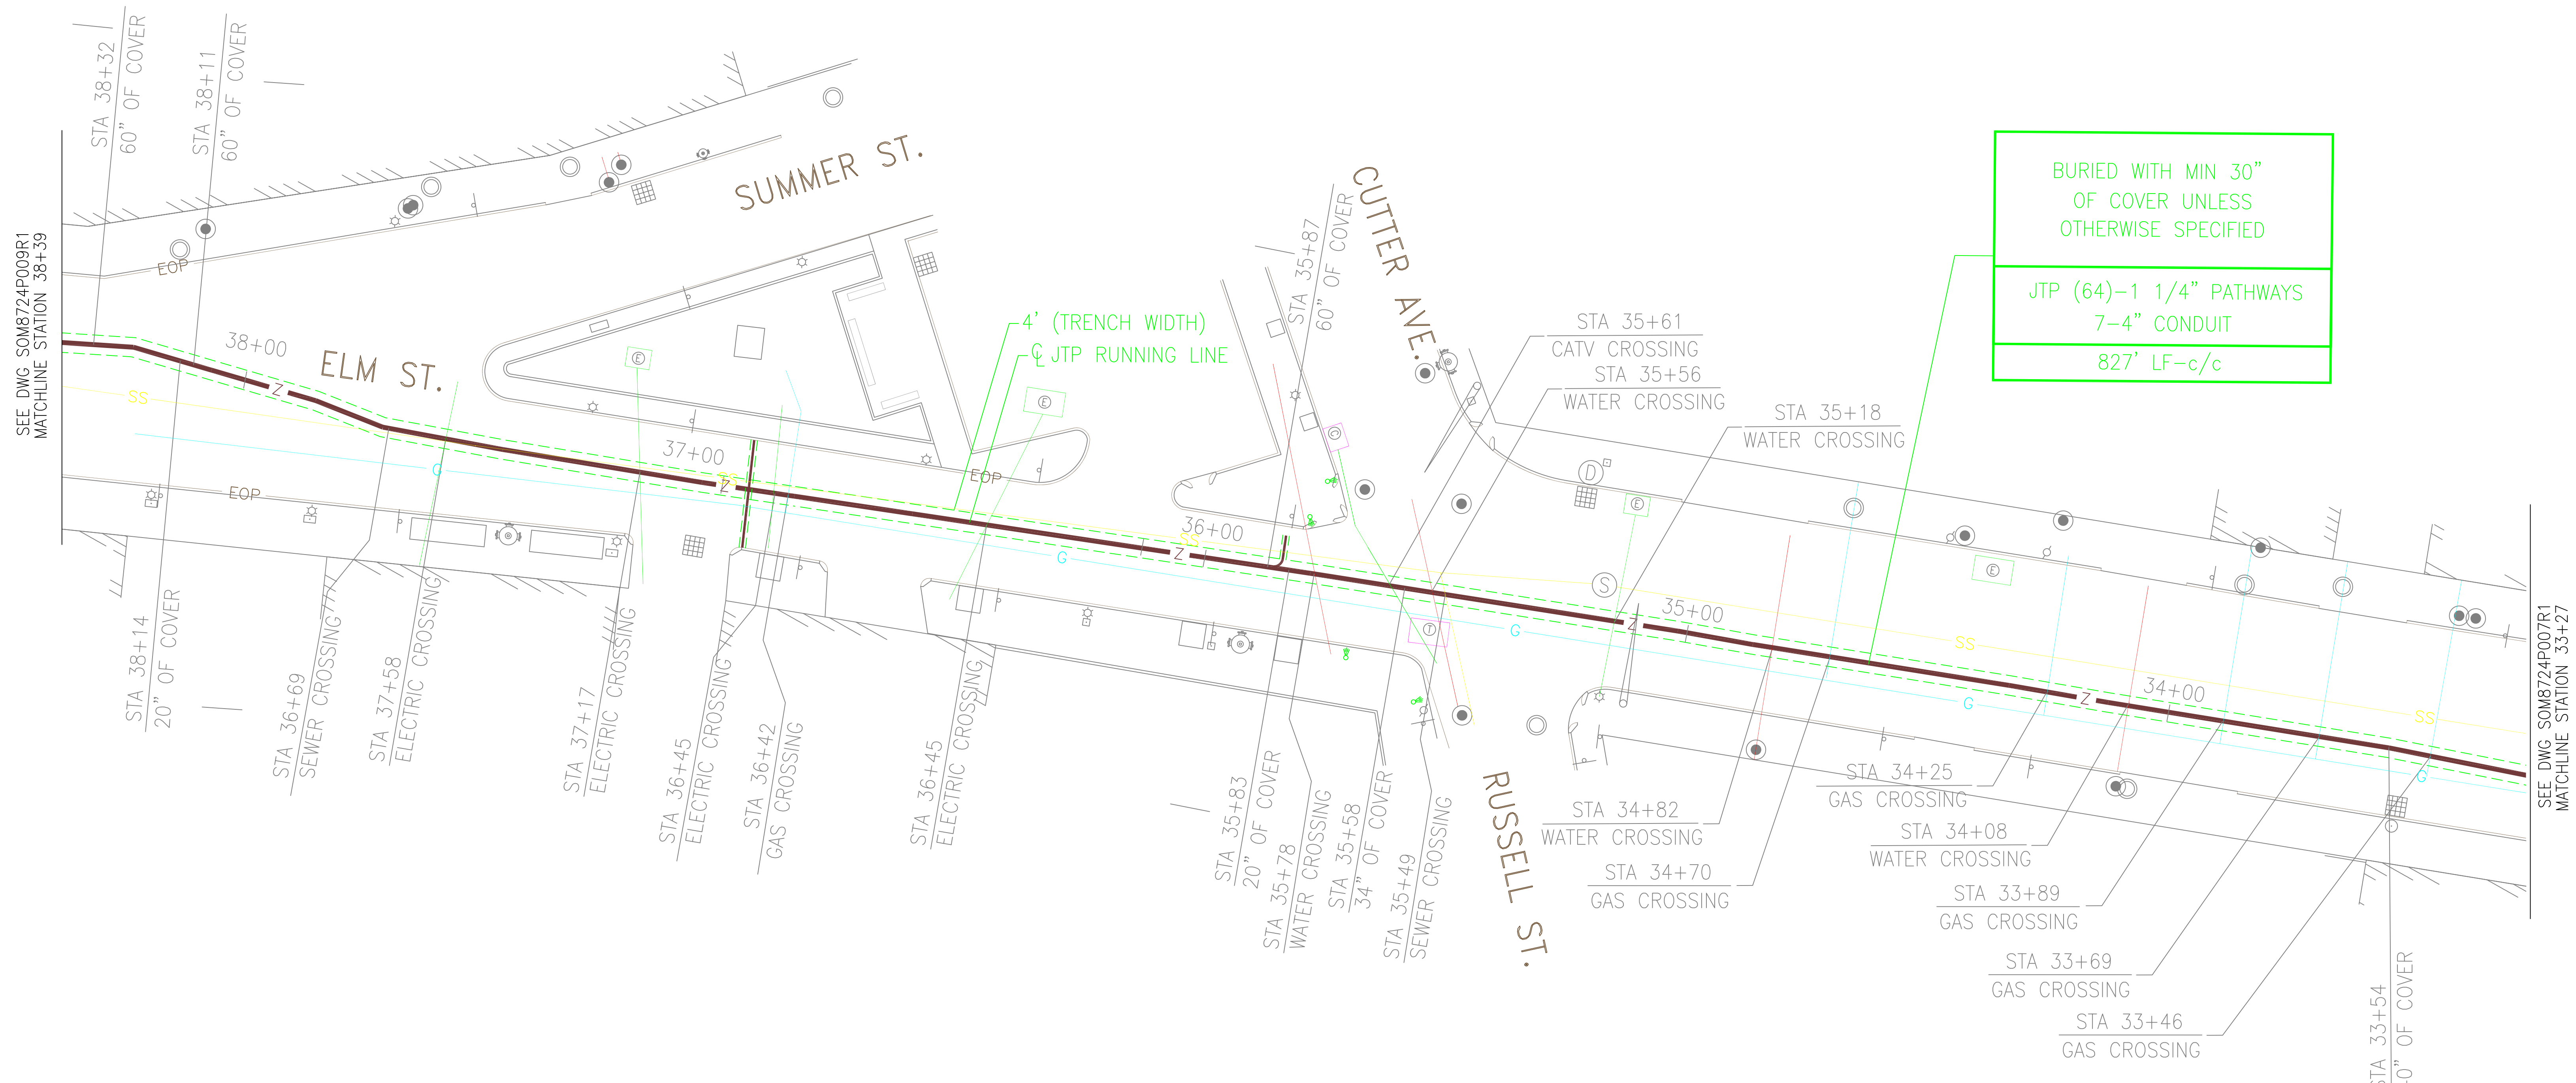 SEE DWG SOM8724P009R1
MATCHLINE STATION 38+39
STA 38+32
60" OF COVER
STA 38+11
60" OF COVER
SUMMER ST.
EOP
38+00
ELM ST.
Z
SS
G
EOP
STA 38+14
20" OF COVER
STA 36+69
SEWER CROSSING
STA 37+58
ELECTRIC CROSSING
STA 37+17
ELECTRIC CROSSING
E
37+00
Z
SS
STA 36+45
ELECTRIC CROSSING
STA 36+42
GAS CROSSING
4' (TRENCH WIDTH)
℄ JTP RUNNING LINE
E
EOP
STA 36+45
ELECTRIC CROSSING
G
36+00
Z
SS
STA 35+87
60" OF COVER
CUTTER AVE.
C
STA 35+83
20" OF COVER
STA 35+78
WATER CROSSING
STA 35+58
34" OF COVER
STA 35+49
SEWER CROSSING
T
RUSSELL ST.
STA 35+61
CATV CROSSING
STA 35+56
WATER CROSSING
STA 35+18
WATER CROSSING
D
E
S
G
Z
35+00
BURIED WITH MIN 30"
OF COVER UNLESS
OTHERWISE SPECIFIED
JTP (64)-1 1/4" PATHWAYS
7-4" CONDUIT
827' LF-c/c
SS
E
G
Z
34+00
SS
G
STA 34+82
WATER CROSSING
STA 34+70
GAS CROSSING
STA 34+25
GAS CROSSING
STA 34+08
WATER CROSSING
STA 33+89
GAS CROSSING
STA 33+69
GAS CROSSING
STA 33+46
GAS CROSSING
STA 33+54
OF COVER
SEE DWG SOM8724P007R1
MATCHLINE STATION 33+27